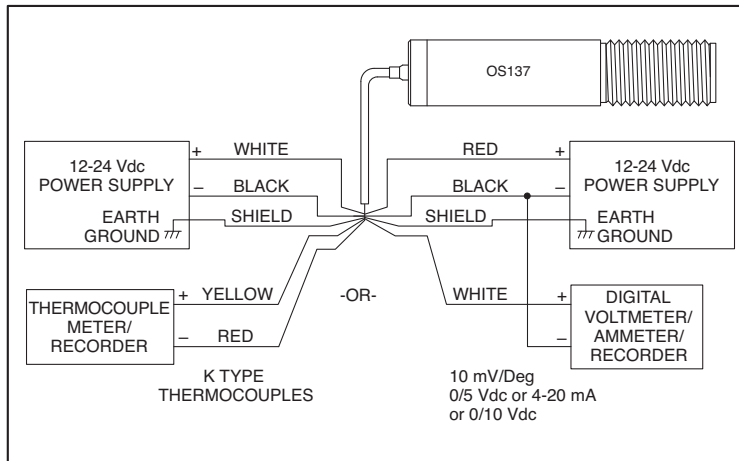 OS137
+ WHITE
12-24 Vdc
POWER SUPPLY
− BLACK
EARTH
GROUND
SHIELD
+ YELLOW
THERMOCOUPLE
METER/
RECORDER
− RED
K TYPE
THERMOCOUPLES
-OR-
RED +
12-24 Vdc
POWER SUPPLY
BLACK −
SHIELD
EARTH
GROUND
WHITE +
DIGITAL
VOLTMETER/
AMMETER/
RECORDER
−
10 mV/Deg
0/5 Vdc or 4-20 mA
or 0/10 Vdc